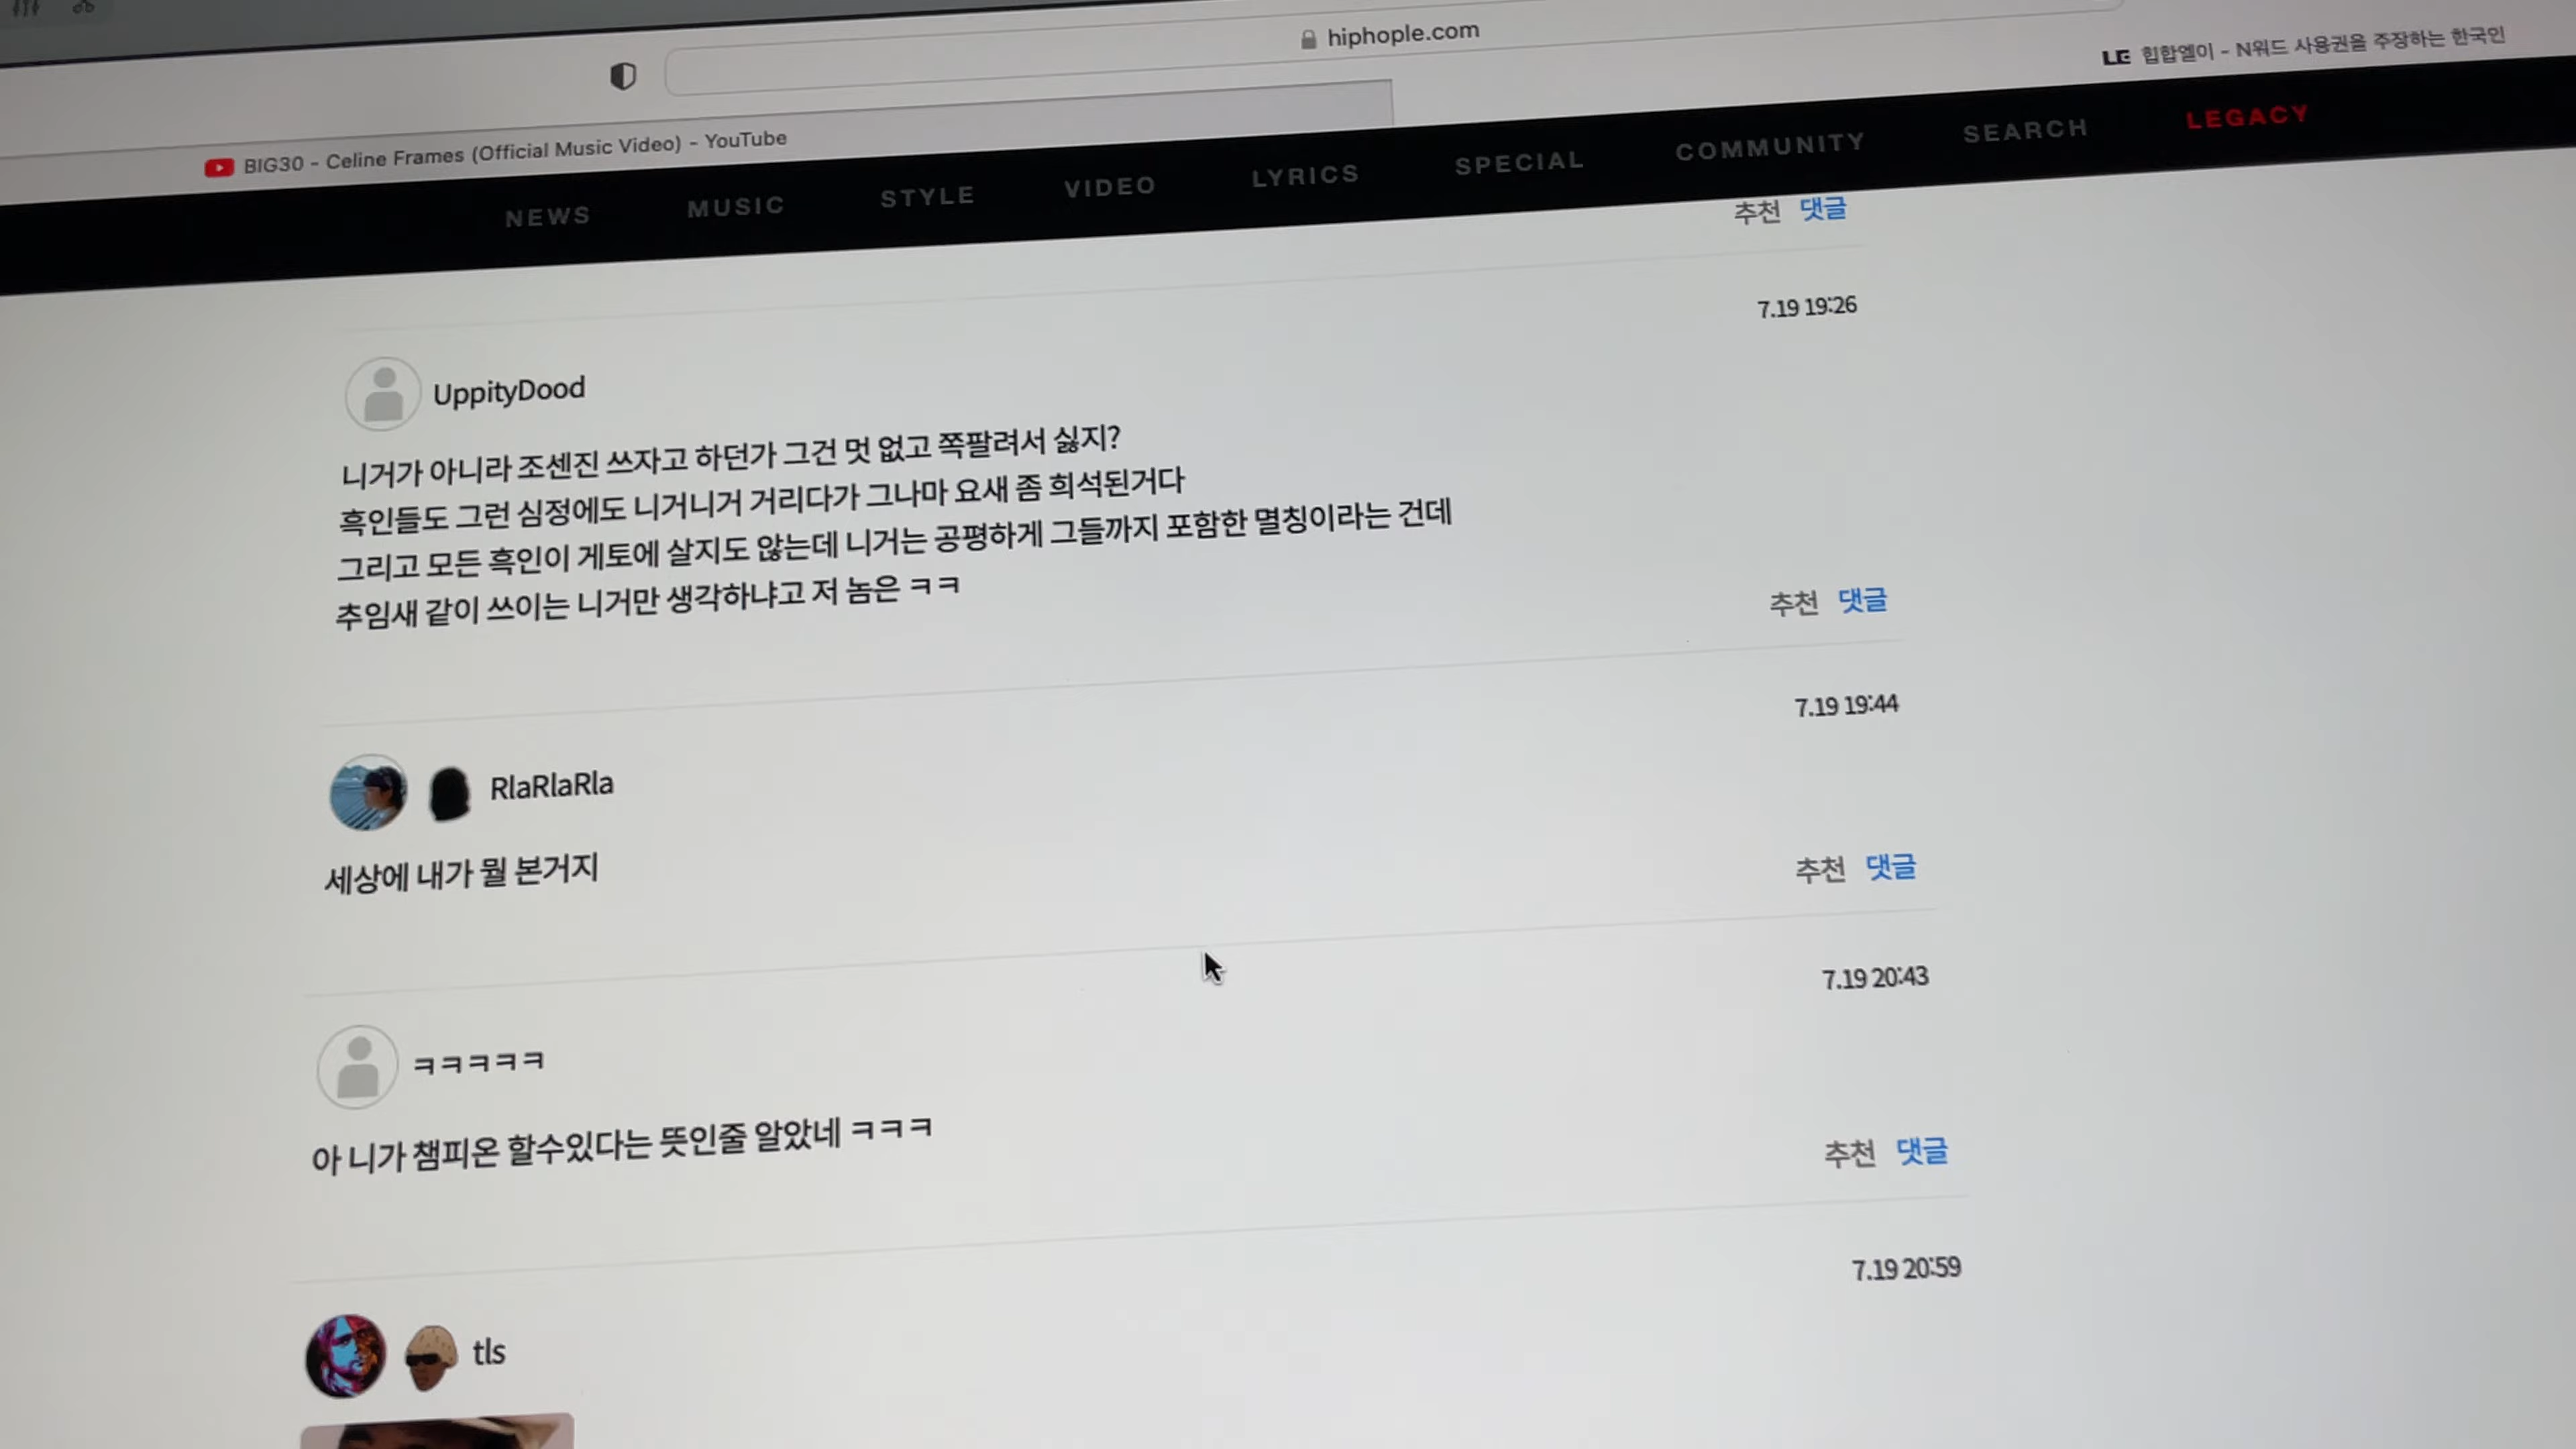 hiphople.com
BIG30 - Celine Frames (Official Music Video) - YouTube
LE 힙합엘이 - N워드 사용권을 주장하는 한국인
NEWS MUSIC STYLE VIDEO LYRICS SPECIAL COMMUNITY SEARCH LEGACY
추천 댓글
7.19 19:26
UppityDood
니거가 아니라 조센진 쓰자고 하던가 그건 멋 없고 쪽팔려서 싫지?
흑인들도 그런 심정에도 니거니거 거리다가 그나마 요새 좀 희석된거다
그리고 모든 흑인이 게토에 살지도 않는데 니거는 공평하게 그들까지 포함한 멸칭이라는 건데
추임새 같이 쓰이는 니거만 생각하냐고 저 놈은 ㅋㅋ
추천 댓글
7.19 19:44
RlaRlaRla
세상에 내가 뭘 본거지
추천 댓글
7.19 20:43
ㅋㅋㅋㅋㅋ
아 니가 챔피온 할수있다는 뜻인줄 알았네 ㅋㅋㅋ
추천 댓글
7.19 20:59
tls